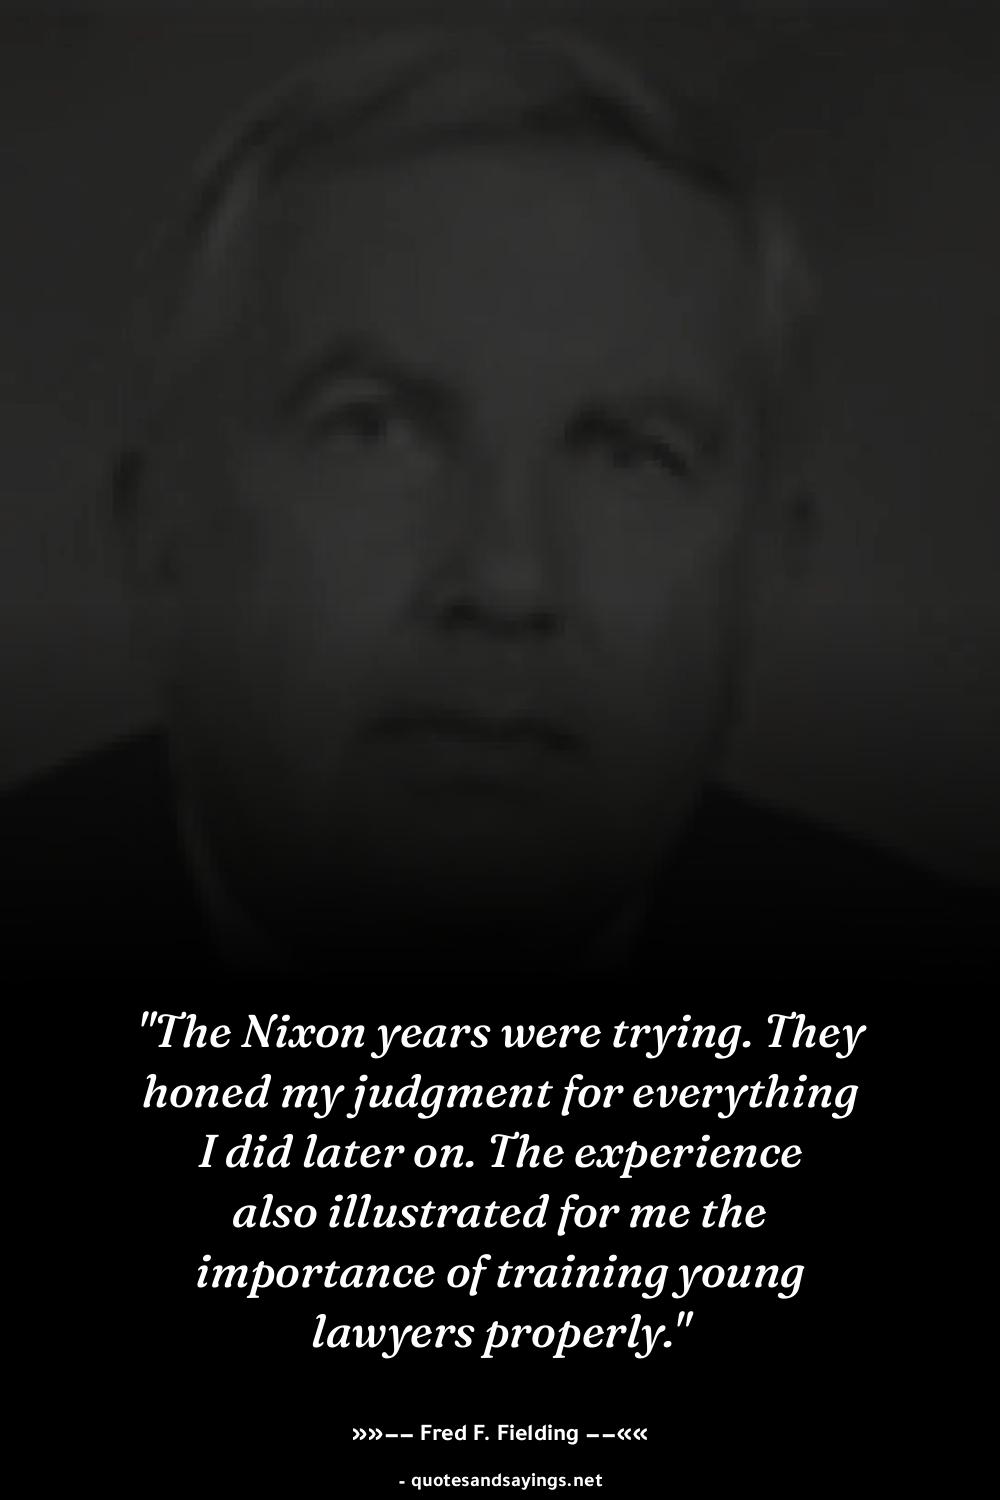 "The Nixon years were trying. They
honed my judgment for everything
I did later on. The experience
also illustrated for me the
importance of training young
lawyers properly."
»»−− Fred F. Fielding −−««
- quotesandsayings.net